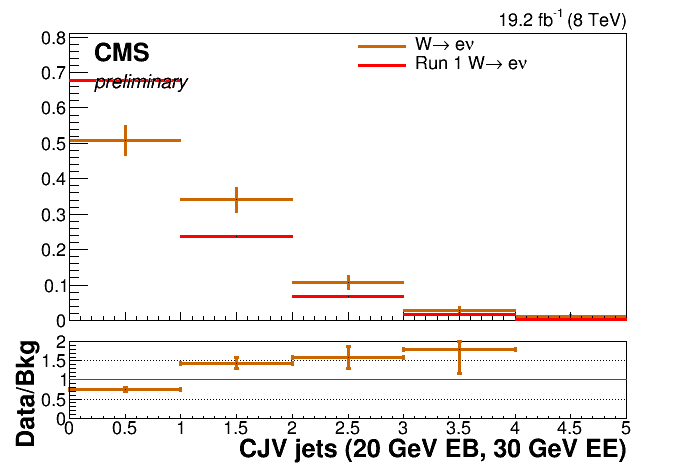 19.2 fb⁻¹ (8 TeV)
CMS
preliminary
W→ eν
Run 1 W→ eν
0.8
0.7
0.6
0.5
0.4
0.3
0.2
0.1
0
Data/Bkg
2
1.5
1
0.5
0
0 0.5 1 1.5 2 2.5 3 3.5 4 4.5 5
CJV jets (20 GeV EB, 30 GeV EE)